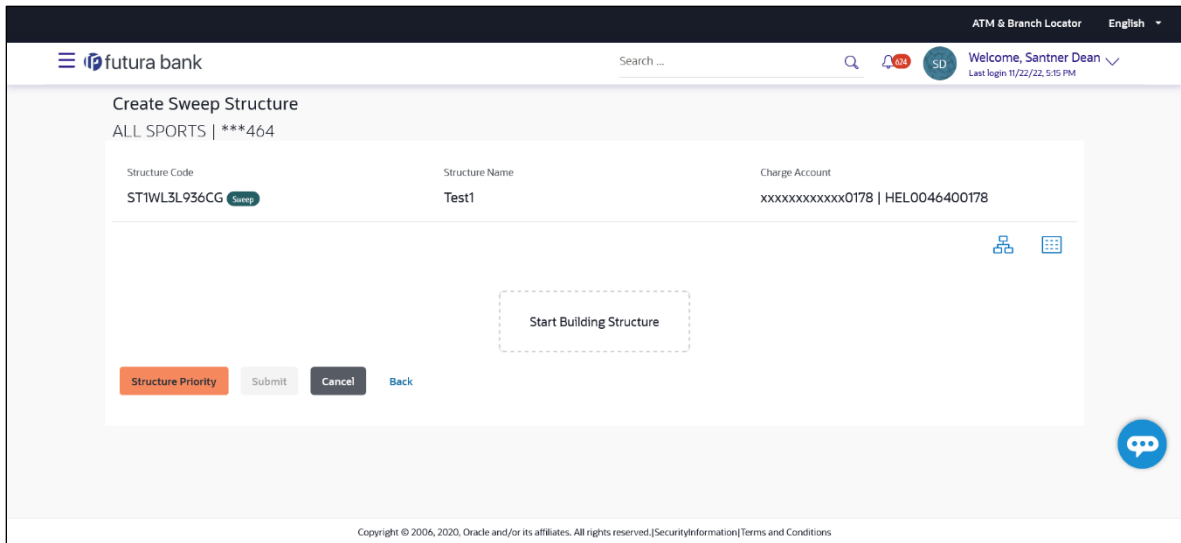 ATM & Branch Locator English
futura bank
Search ...
624
SD
Welcome, Santner Dean
Last login 11/22/22, 5:15 PM
Create Sweep Structure
ALL SPORTS | ***464
Structure Code Structure Name Charge Account
ST1WL3L936CG Sweep Test1 xxxxxxxxxxxx0178 | HEL0046400178
Start Building Structure
Structure Priority Submit Cancel Back
Copyright © 2006, 2020, Oracle and/or its affiliates. All rights reserved.|SecurityInformation|Terms and Conditions